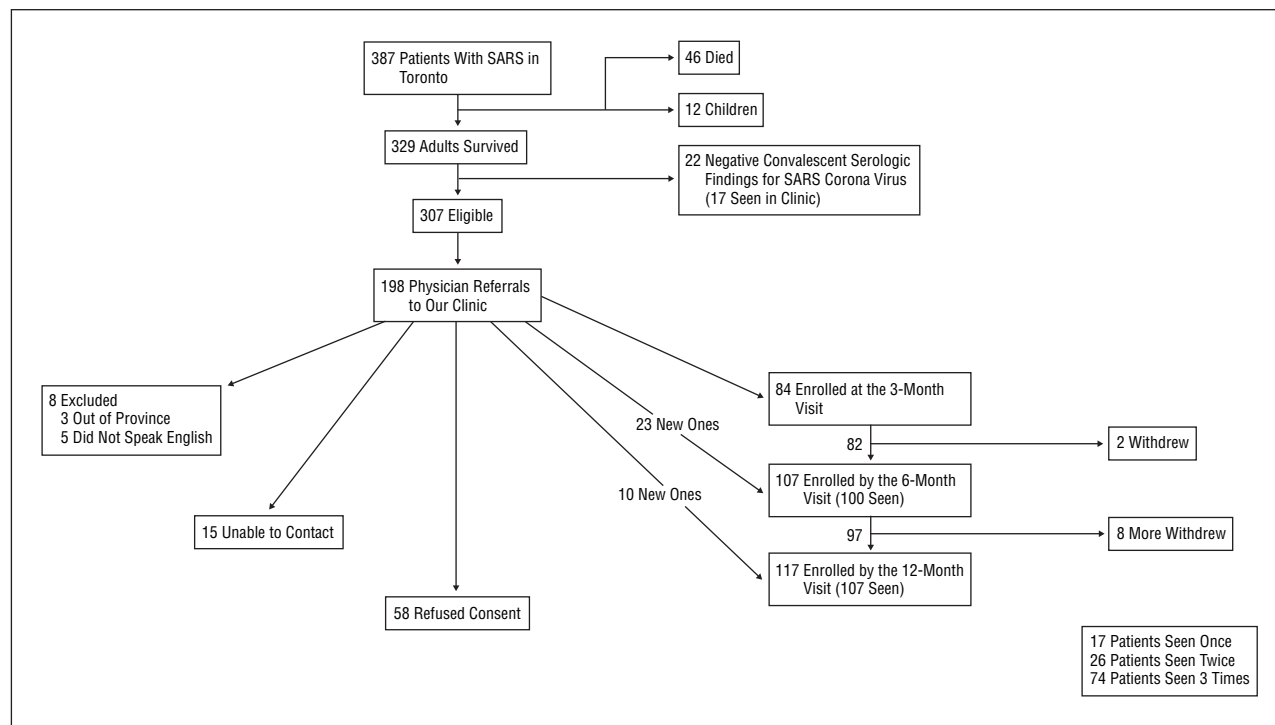 387 Patients With SARS in
Toronto
46 Died
12 Children
329 Adults Survived
22 Negative Convalescent Serologic
Findings for SARS Corona Virus
(17 Seen in Clinic)
307 Eligible
198 Physician Referrals
to Our Clinic
8 Excluded
3 Out of Province
5 Did Not Speak English
15 Unable to Contact
58 Refused Consent
84 Enrolled at the 3-Month
Visit
23 New Ones
82
2 Withdrew
107 Enrolled by the 6-Month
Visit (100 Seen)
10 New Ones
97
8 More Withdrew
117 Enrolled by the 12-Month
Visit (107 Seen)
17 Patients Seen Once
26 Patients Seen Twice
74 Patients Seen 3 Times